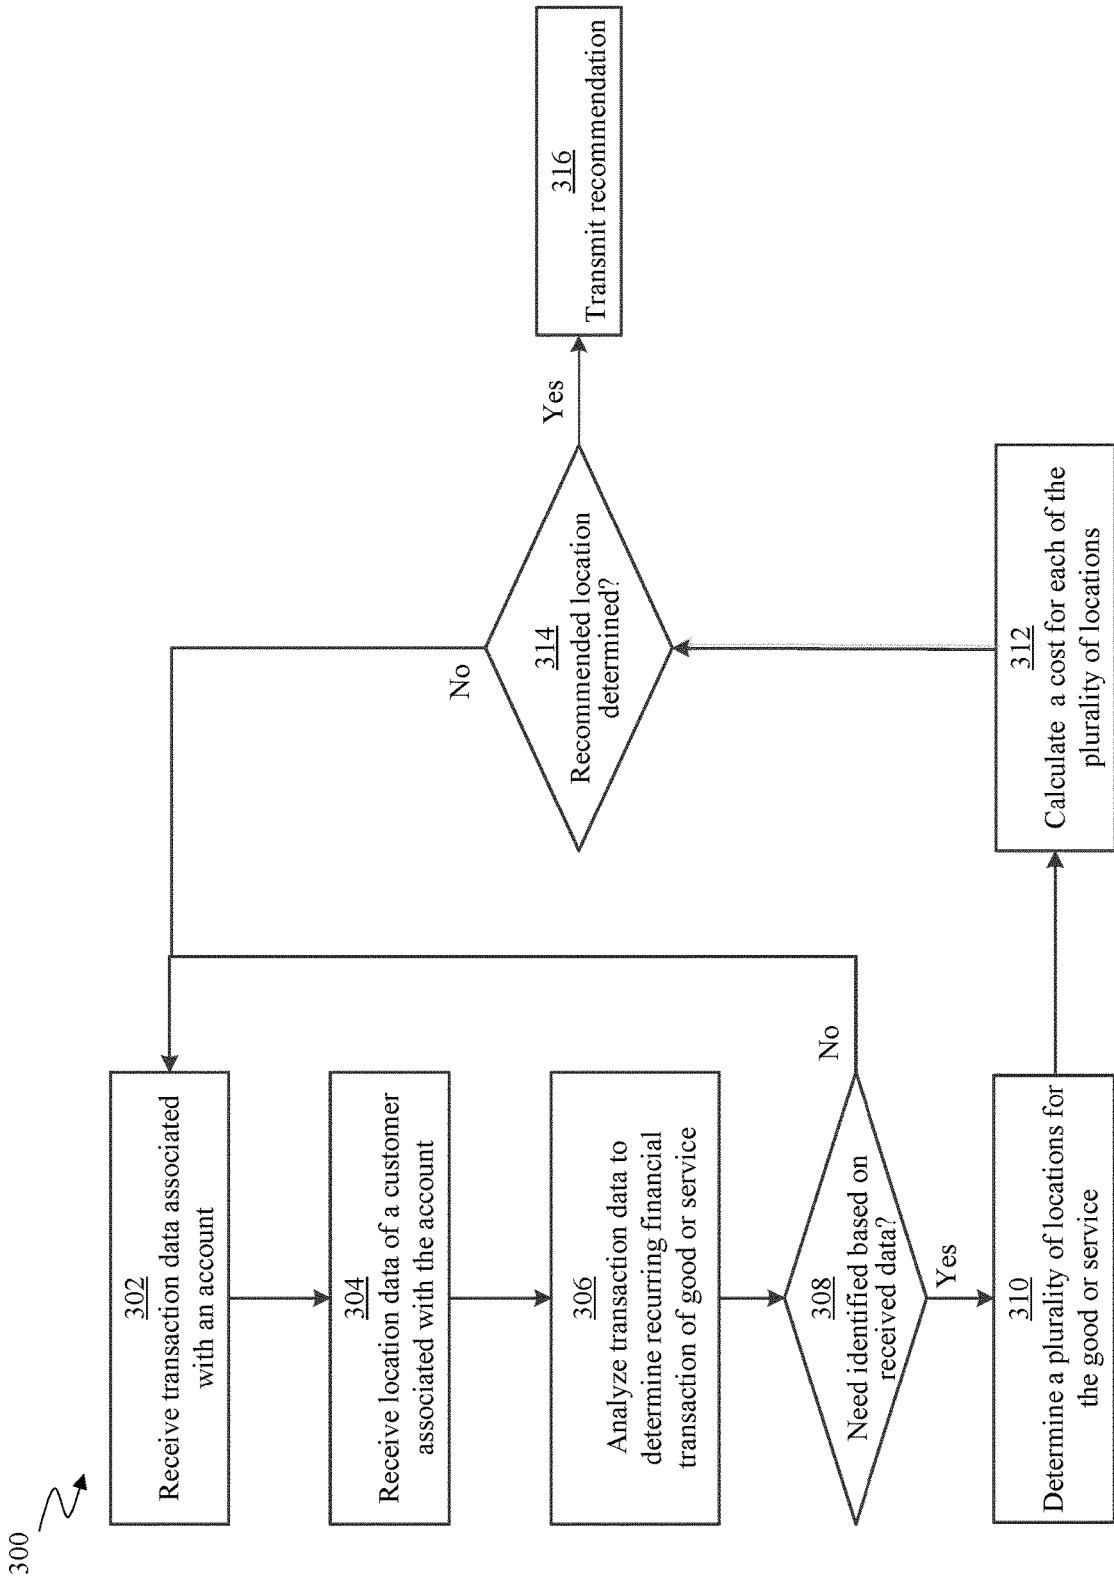 300
302
Receive transaction data associated
with an account
304
Receive location data of a customer
associated with the account
306
Analyze transaction data to
determine recurring financial
transaction of good or service
308
Need identified based on
received data?
No
Yes
310
Determine a plurality of locations for
the good or service
312
Calculate a cost for each of the
plurality of locations
314
Recommended location
determined?
No
Yes
316
Transmit recommendation